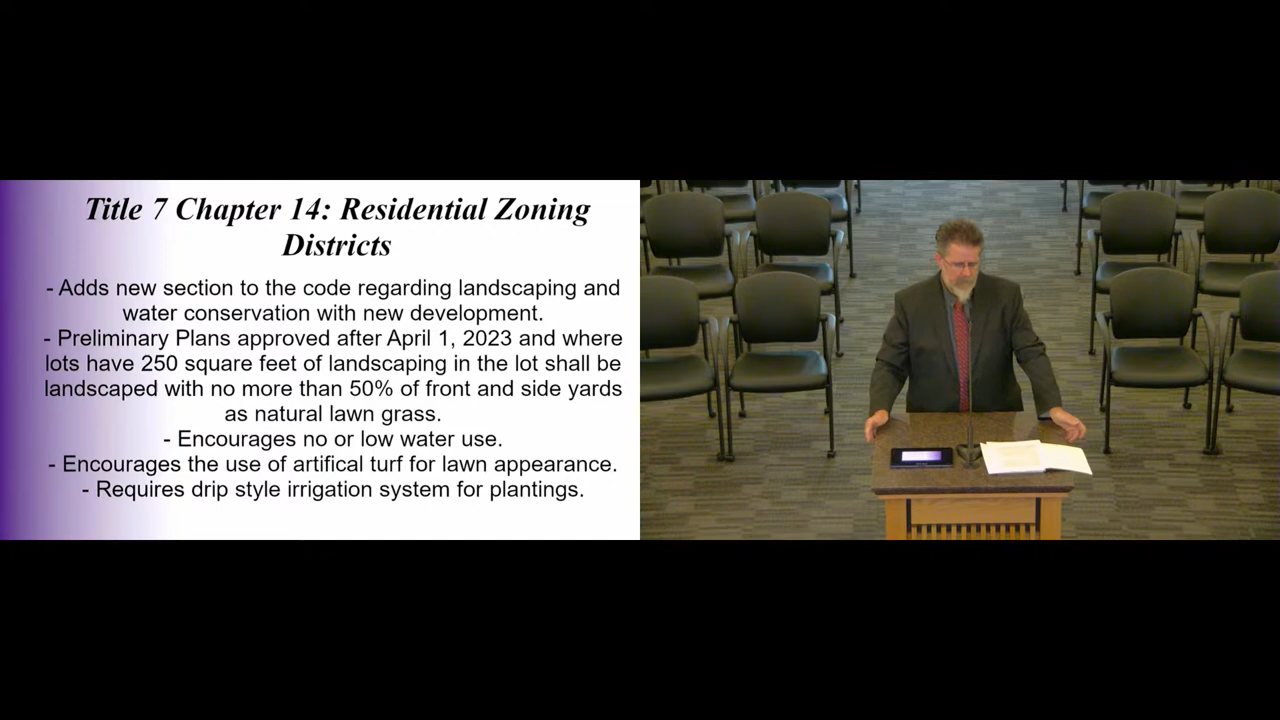 Title 7 Chapter 14: Residential Zoning
Districts
- Adds new section to the code regarding landscaping and
water conservation with new development.
- Preliminary Plans approved after April 1, 2023 and where
lots have 250 square feet of landscaping in the lot shall be
landscaped with no more than 50% of front and side yards
as natural lawn grass.
- Encourages no or low water use.
- Encourages the use of artifical turf for lawn appearance.
- Requires drip style irrigation system for plantings.